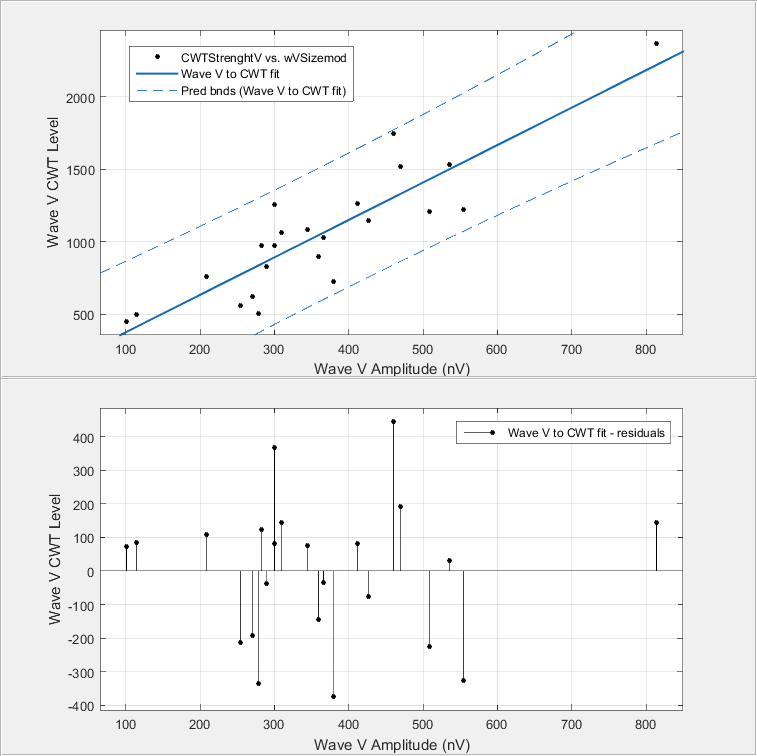 CWTStrenghtV vs. wVSizemod
Wave V to CWT fit
Pred bnds (Wave V to CWT fit)
Wave V CWT Level
2000
1500
1000
500
100 200 300 400 500 600 700 800
Wave V Amplitude (nV)
Wave V to CWT fit - residuals
Wave V CWT Level
400
300
200
100
0
-100
-200
-300
-400
100 200 300 400 500 600 700 800
Wave V Amplitude (nV)